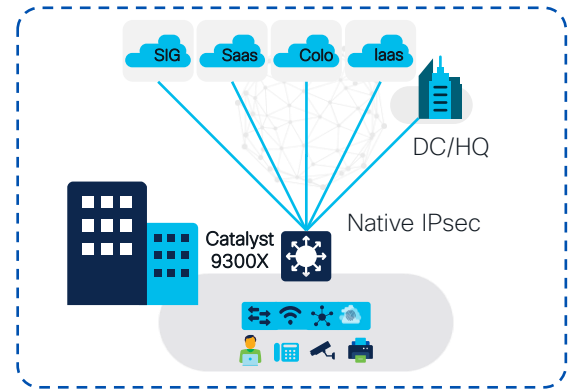 SIG
Saas
Colo
Iaas
DC/HQ
Native IPsec
Catalyst
9300X